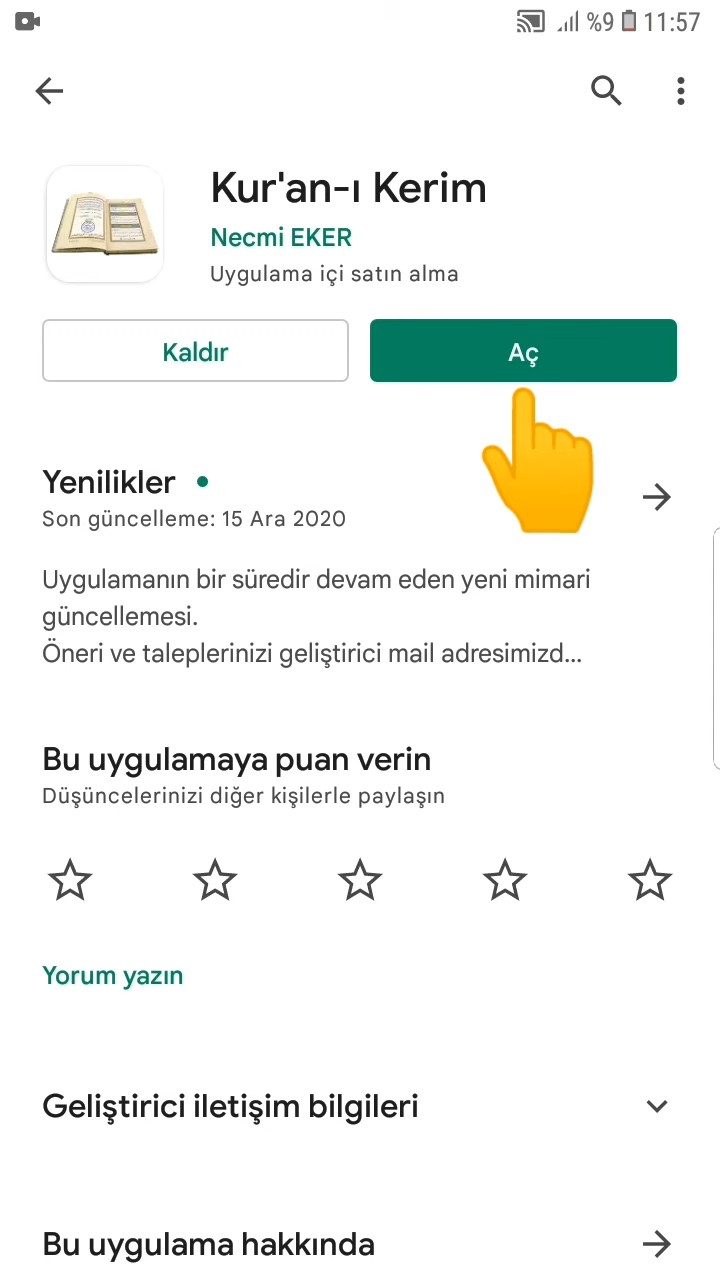 %9 11:57
Kur'an-ı Kerim
Necmi EKER
Uygulama içi satın alma
Kaldır Aç
Yenilikler
Son güncelleme: 15 Ara 2020
Uygulamanın bir süredir devam eden yeni mimari
güncellemesi.
Öneri ve taleplerinizi geliştirici mail adresimizd...
Bu uygulamaya puan verin
Düşüncelerinizi diğer kişilerle paylaşın
Yorum yazın
Geliştirici iletişim bilgileri
Bu uygulama hakkında